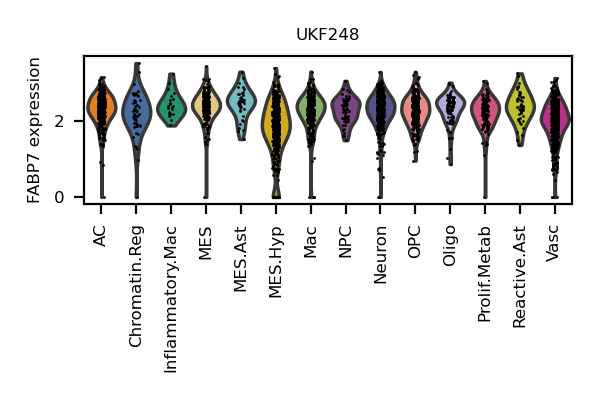 UKF248
FABP7 expression
2
0
AC
Chromatin.Reg
Inflammatory.Mac
MES
MES.Ast
MES.Hyp
Mac
NPC
Neuron
OPC
Oligo
Prolif.Metab
Reactive.Ast
Vasc